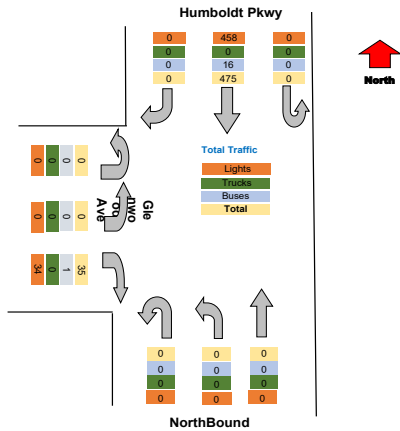 Humboldt Pkwy
0 458 0
0 0 0
0 16 0
0 475 0
North
Total Traffic
Lights
Trucks
Buses
Total
0 0 0 0
0 0 0 0
34 0 1 35
Gle
nwo
od
Ave
0 0 0
0 0 0
0 0 0
0 0 0
NorthBound